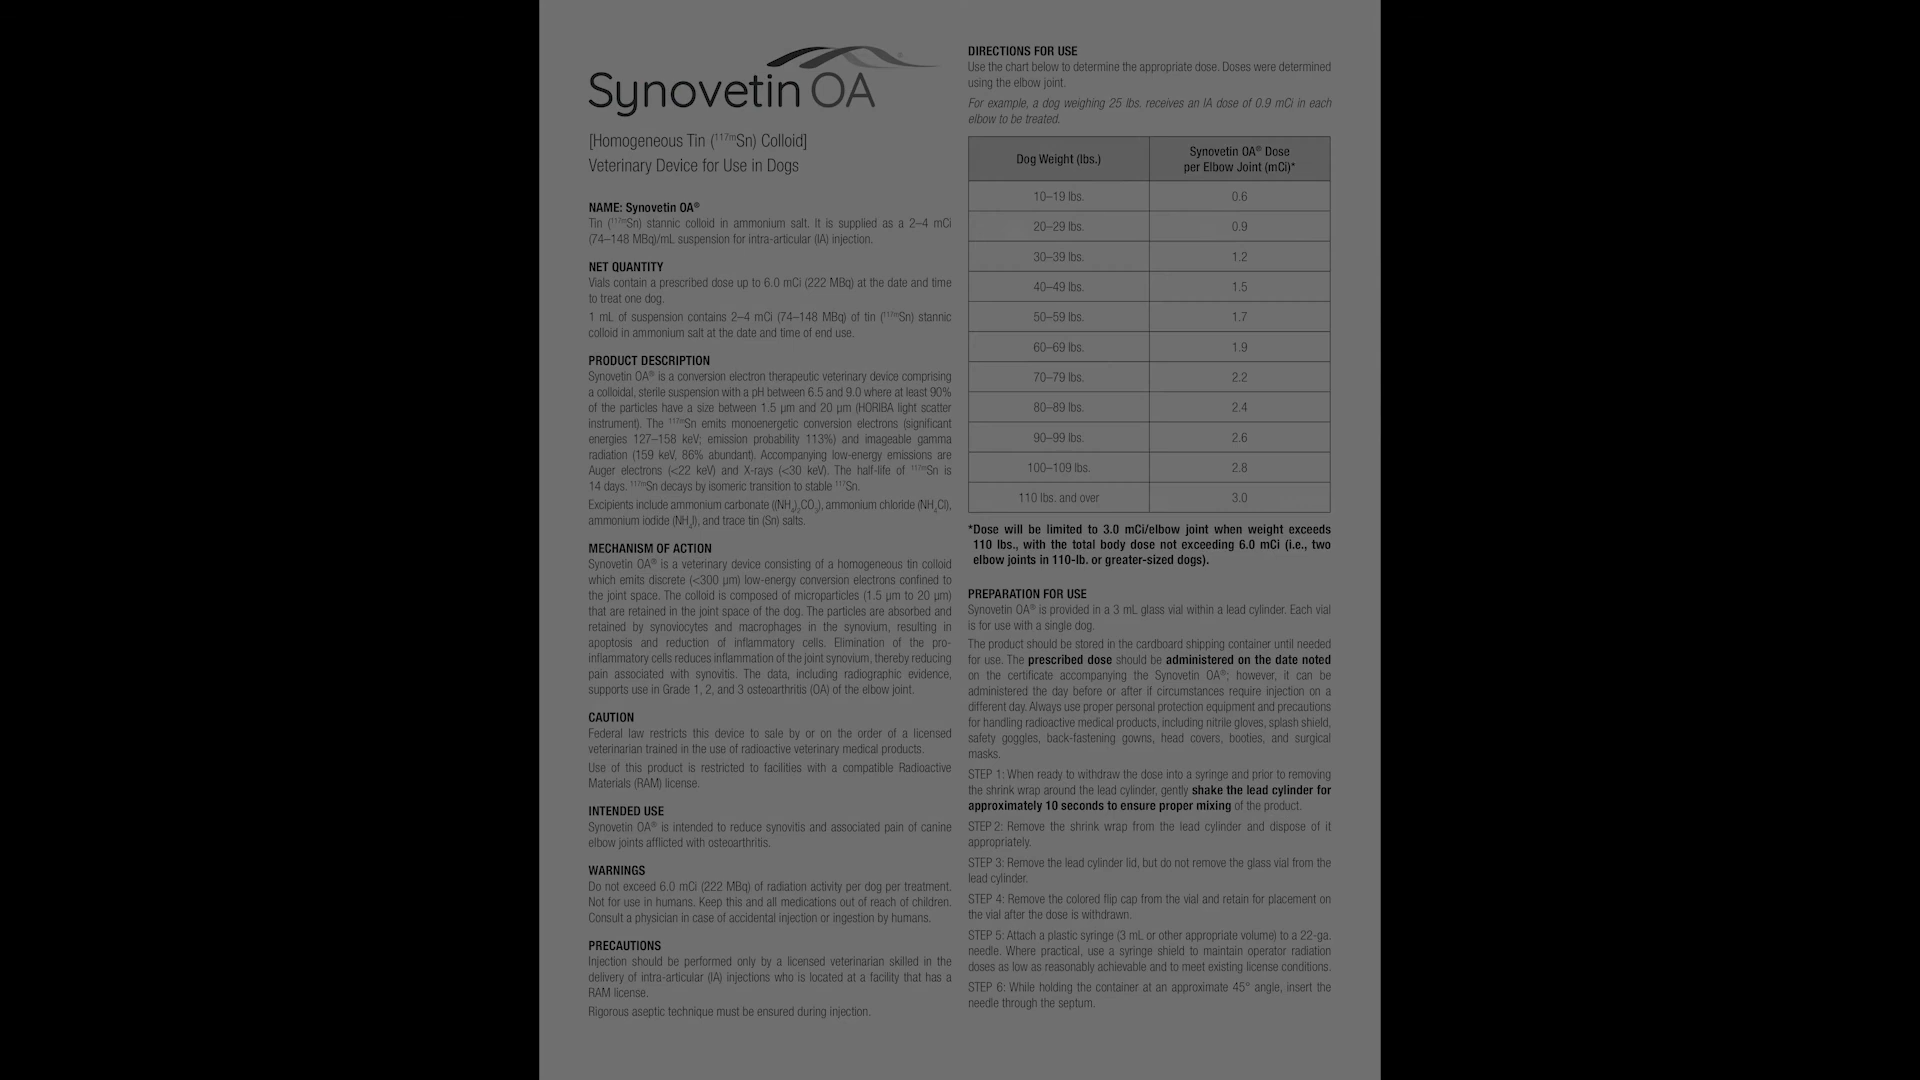 Synovetin OA®
[Homogeneous Tin (117mSn) Colloid]
Veterinary Device for Use in Dogs
NAME: Synovetin OA®
Tin (117mSn) stannic colloid in ammonium salt. It is supplied as a 2–4 mCi
(74–148 MBq)/mL suspension for intra-articular (IA) injection.
NET QUANTITY
Vials contain a prescribed dose up to 6.0 mCi (222 MBq) at the date and time
to treat one dog.
1 mL of suspension contains 2–4 mCi (74–148 MBq) of tin (117mSn) stannic
colloid in ammonium salt at the date and time of end use.
PRODUCT DESCRIPTION
Synovetin OA® is a conversion electron therapeutic veterinary device comprising
a colloidal, sterile suspension with a pH between 6.5 and 9.0 where at least 90%
of the particles have a size between 1.5 µm and 20 µm (HORIBA light scatter
instrument). The 117mSn emits monoenergetic conversion electrons (significant
energies 127–158 keV; emission probability 113%) and imageable gamma
radiation (159 keV, 86% abundant). Accompanying low-energy emissions are
Auger electrons (<22 keV) and X-rays (<30 keV). The half-life of 117mSn is
14 days. 117mSn decays by isomeric transition to stable 117Sn.
Excipients include ammonium carbonate ((NH4)2CO3), ammonium chloride (NH4Cl),
ammonium iodide (NH4I), and trace tin (Sn) salts.
MECHANISM OF ACTION
Synovetin OA® is a veterinary device consisting of a homogeneous tin colloid
which emits discrete (<300 µm) low-energy conversion electrons confined to
the joint space. The colloid is composed of microparticles (1.5 µm to 20 µm)
that are retained in the joint space of the dog. The particles are absorbed and
retained by synoviocytes and macrophages in the synovium, resulting in
apoptosis and reduction of inflammatory cells. Elimination of the pro-
inflammatory cells reduces inflammation of the joint synovium, thereby reducing
pain associated with synovitis. The data, including radiographic evidence,
supports use in Grade 1, 2, and 3 osteoarthritis (OA) of the elbow joint.
CAUTION
Federal law restricts this device to sale by or on the order of a licensed
veterinarian trained in the use of radioactive veterinary medical products.
Use of this product is restricted to facilities with a compatible Radioactive
Materials (RAM) license.
INTENDED USE
Synovetin OA® is intended to reduce synovitis and associated pain of canine
elbow joints afflicted with osteoarthritis.
WARNINGS
Do not exceed 6.0 mCi (222 MBq) of radiation activity per dog per treatment.
Not for use in humans. Keep this and all medications out of reach of children.
Consult a physician in case of accidental injection or ingestion by humans.
PRECAUTIONS
Injection should be performed only by a licensed veterinarian skilled in the
delivery of intra-articular (IA) injections who is located at a facility that has a
RAM license.
Rigorous aseptic technique must be ensured during injection.
DIRECTIONS FOR USE
Use the chart below to determine the appropriate dose. Doses were determined
using the elbow joint.
For example, a dog weighing 25 lbs. receives an IA dose of 0.9 mCi in each
elbow to be treated.
Dog Weight (lbs.) Synovetin OA® Dose
per Elbow Joint (mCi)*
10–19 lbs. 0.6
20–29 lbs. 0.9
30–39 lbs. 1.2
40–49 lbs. 1.5
50–59 lbs. 1.7
60–69 lbs. 1.9
70–79 lbs. 2.2
80–89 lbs. 2.4
90–99 lbs. 2.6
100–109 lbs. 2.8
110 lbs. and over 3.0
*Dose will be limited to 3.0 mCi/elbow joint when weight exceeds
110 lbs., with the total body dose not exceeding 6.0 mCi (i.e., two
elbow joints in 110-lb. or greater-sized dogs).
PREPARATION FOR USE
Synovetin OA® is provided in a 3 mL glass vial within a lead cylinder. Each vial
is for use with a single dog.
The product should be stored in the cardboard shipping container until needed
for use. The prescribed dose should be administered on the date noted
on the certificate accompanying the Synovetin OA®; however, it can be
administered the day before or after if circumstances require injection on a
different day. Always use proper personal protection equipment and precautions
for handling radioactive medical products, including nitrile gloves, splash shield,
safety goggles, back-fastening gowns, head covers, booties, and surgical
masks.
STEP 1: When ready to withdraw the dose into a syringe and prior to removing
the shrink wrap around the lead cylinder, gently shake the lead cylinder for
approximately 10 seconds to ensure proper mixing of the product.
STEP 2: Remove the shrink wrap from the lead cylinder and dispose of it
appropriately.
STEP 3: Remove the lead cylinder lid, but do not remove the glass vial from the
lead cylinder.
STEP 4: Remove the colored flip cap from the vial and retain for placement on
the vial after the dose is withdrawn.
STEP 5: Attach a plastic syringe (3 mL or other appropriate volume) to a 22-ga.
needle. Where practical, use a syringe shield to maintain operator radiation
doses as low as reasonably achievable and to meet existing license conditions.
STEP 6: While holding the container at an approximate 45° angle, insert the
needle through the septum.